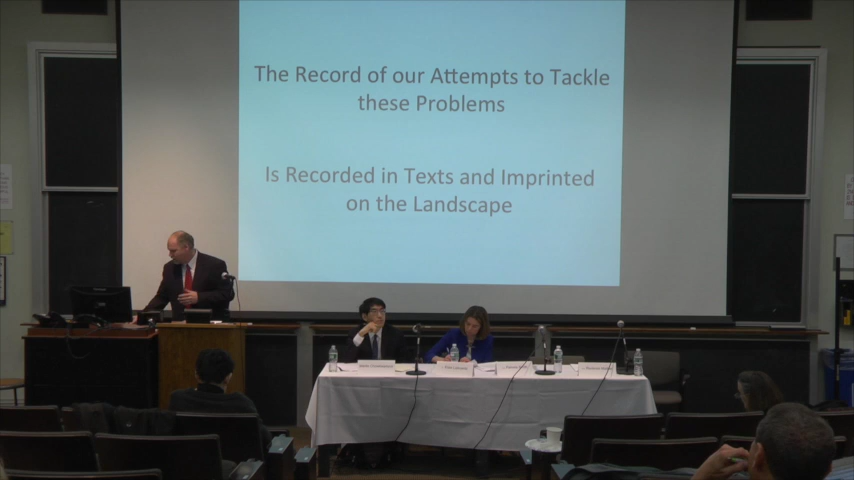 The Record of our Attempts to Tackle
these Problems
Is Recorded in Texts and Imprinted
on the Landscape